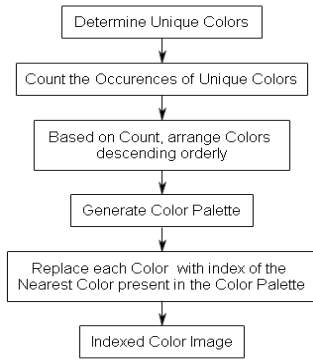 Determine Unique Colors
Count the Occurences of Unique Colors
Based on Count, arrange Colors
descending orderly
Generate Color Palette
Replace each Color with index of the
Nearest Color present in the Color Palette
Indexed Color Image